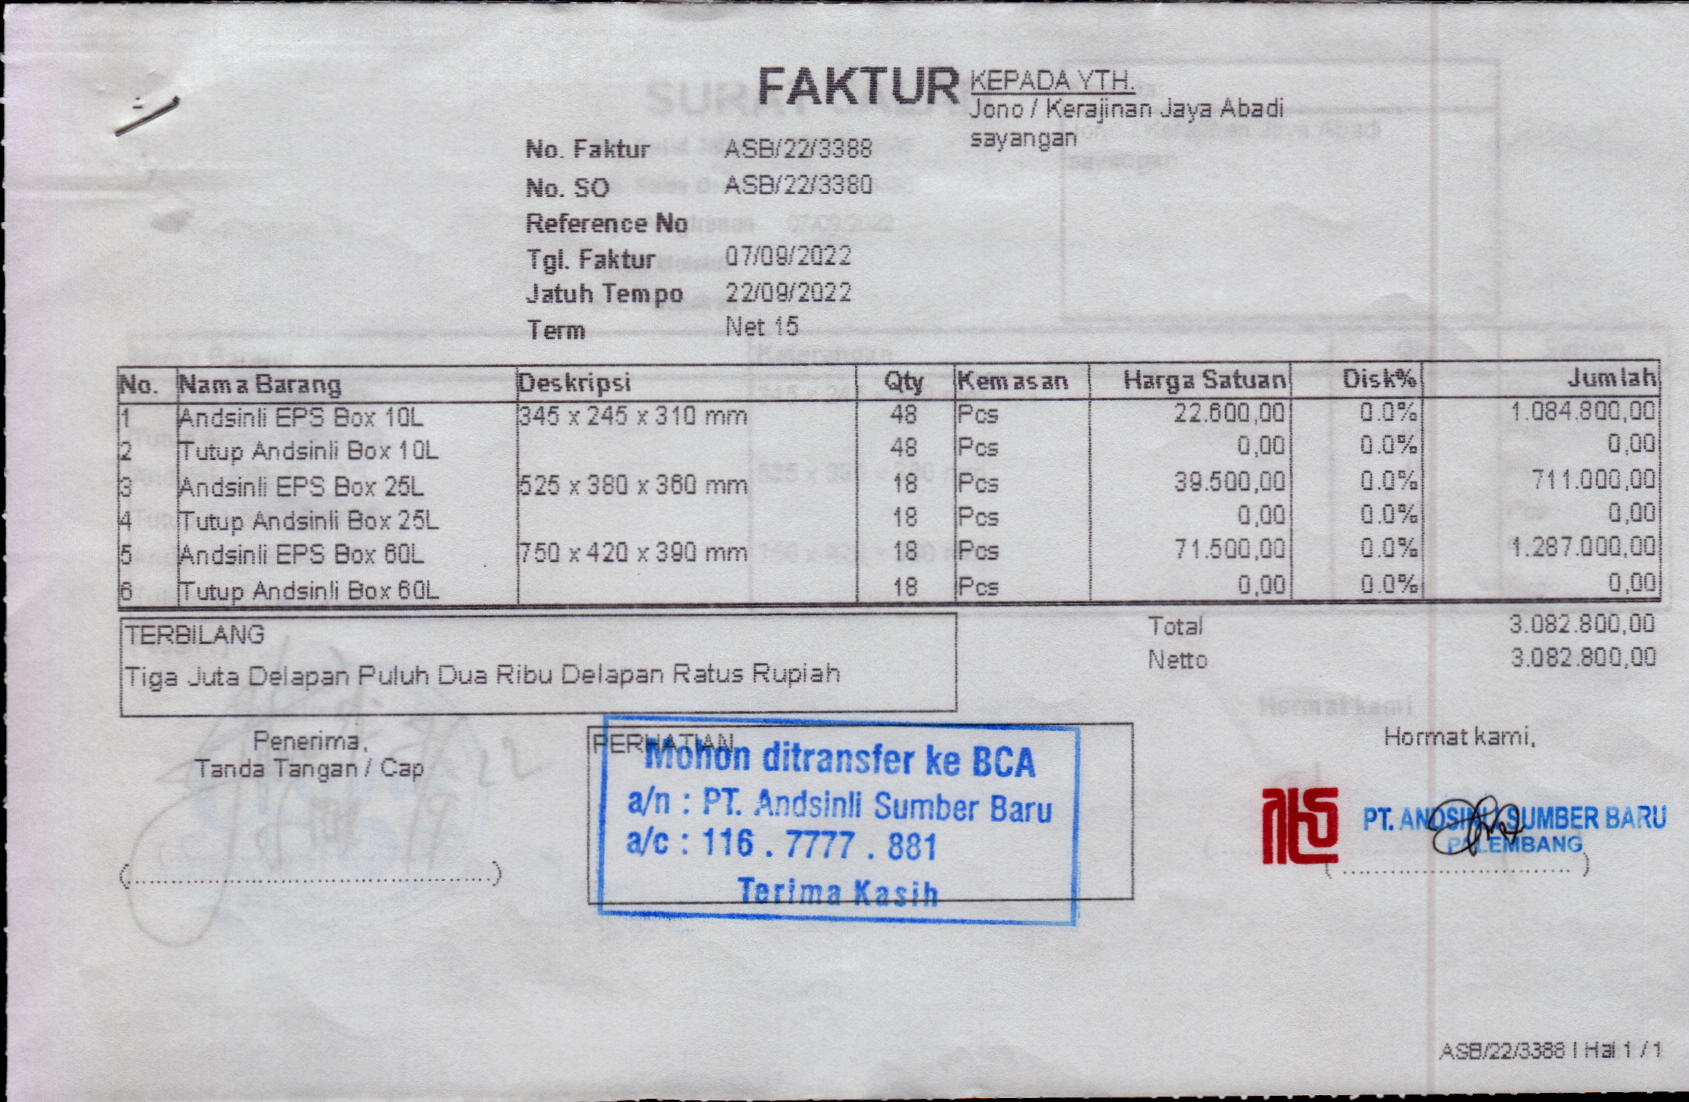 FAKTUR
KEPADA YTH.
Jono / Kerajinan Jaya Abadi
sayangan
No. Faktur ASB/22/3388
No. SO ASB/22/3380
Reference No
Tgl. Faktur 07/09/2022
Jatuh Tempo 22/09/2022
Term Net 15
No. Nama Barang Deskripsi Qty Kemasan Harga Satuan Disk% Jumlah
1 Andsinli EPS Box 10L 345 x 245 x 310 mm 48 Pcs 22.600,00 0.0% 1.084.800,00
2 Tutup Andsinli Box 10L 48 Pcs 0,00 0.0% 0,00
3 Andsinli EPS Box 25L 525 x 380 x 360 mm 18 Pcs 39.500,00 0.0% 711.000,00
4 Tutup Andsinli Box 25L 18 Pcs 0,00 0.0% 0,00
5 Andsinli EPS Box 60L 750 x 420 x 390 mm 18 Pcs 71.500,00 0.0% 1.287.000,00
6 Tutup Andsinli Box 60L 18 Pcs 0,00 0.0% 0,00
TERBILANG
Tiga Juta Delapan Puluh Dua Ribu Delapan Ratus Rupiah
Total 3.082.800,00
Netto 3.082.800,00
Penerima,
Tanda Tangan / Cap
PERHATIAN
Mohon ditransfer ke BCA
a/n : PT. Andsinli Sumber Baru
a/c : 116 . 7777 . 881
Terima Kasih
Hormat kami,
PT. ANDSINLI SUMBER BARU
PALEMBANG
ASB/22/3388 | Hal 1 / 1